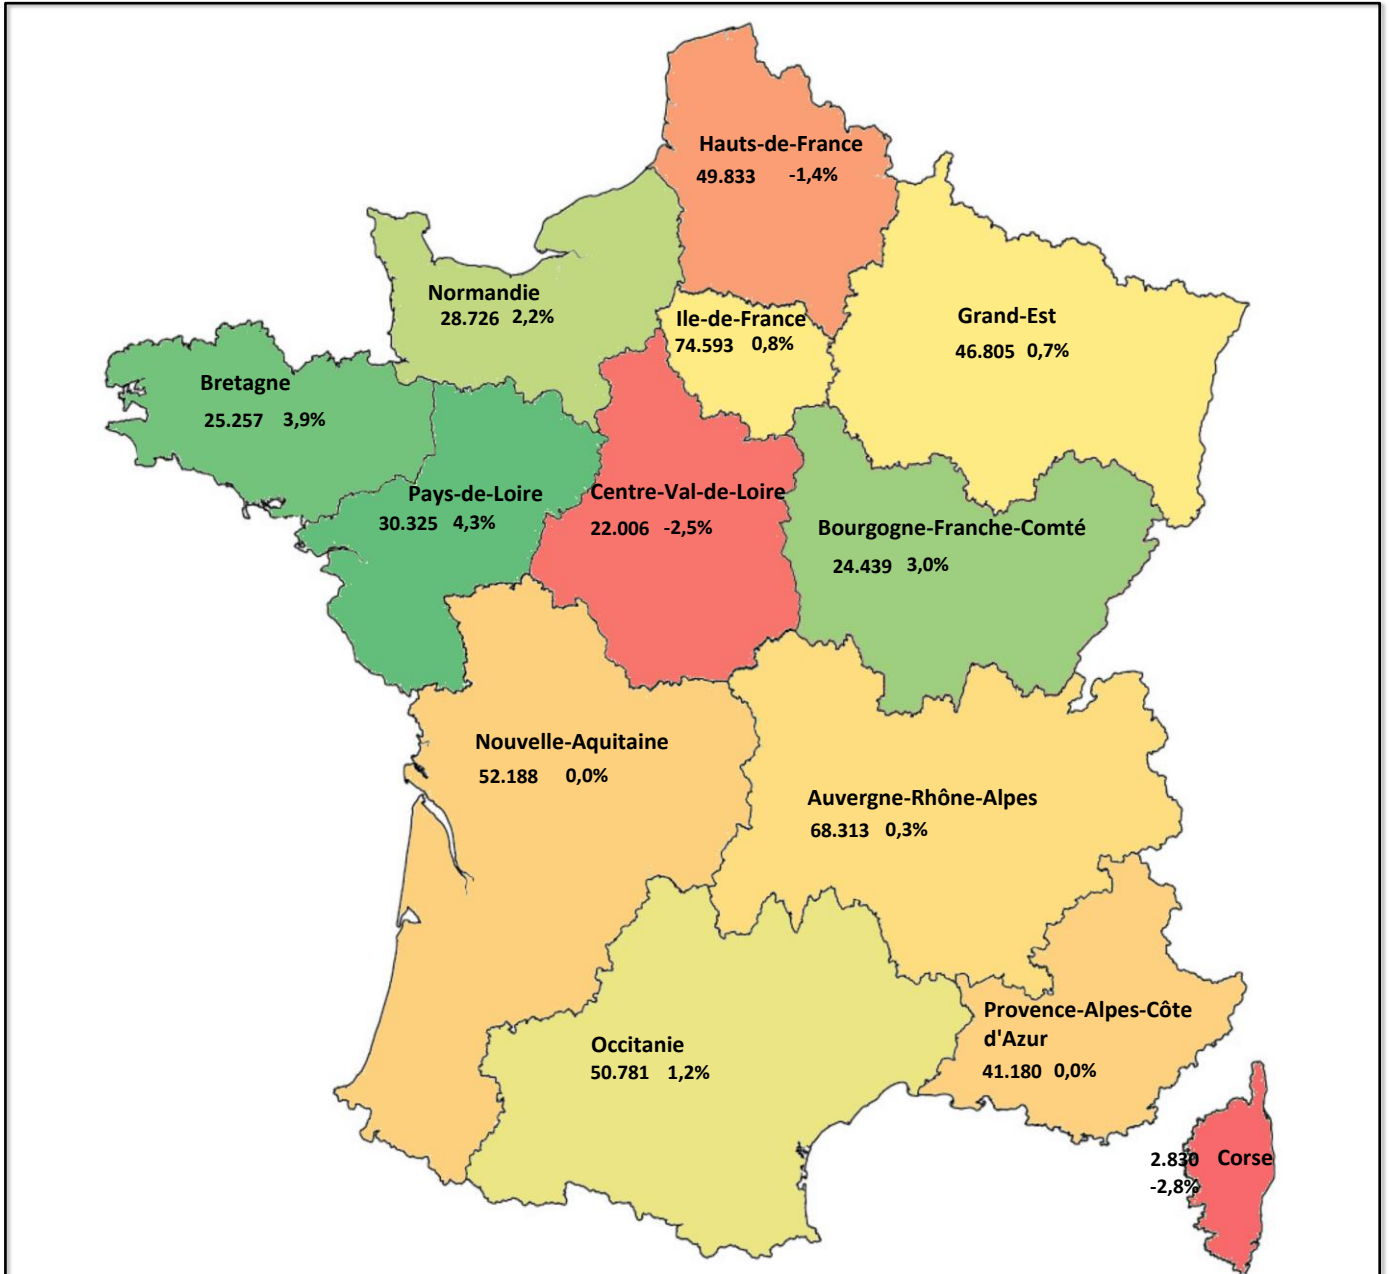 Hauts-de-France
49.833 -1,4%
Normandie
28.726 2,2%
Ile-de-France
74.593 0,8%
Grand-Est
46.805 0,7%
Bretagne
25.257 3,9%
Pays-de-Loire
30.325 4,3%
Centre-Val-de-Loire
22.006 -2,5%
Bourgogne-Franche-Comté
24.439 3,0%
Nouvelle-Aquitaine
52.188 0,0%
Auvergne-Rhône-Alpes
68.313 0,3%
Occitanie
50.781 1,2%
Provence-Alpes-Côte
d'Azur
41.180 0,0%
2.830 Corse
-2,8%